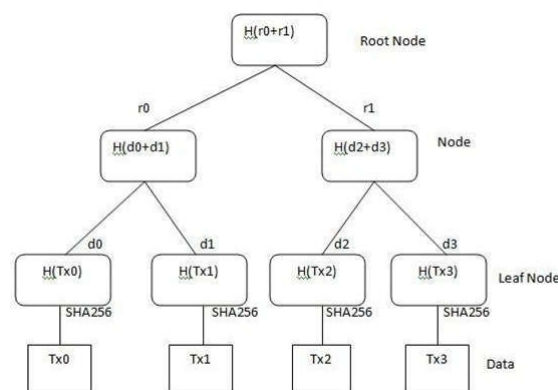 H(r0+r1)
Root Node
r0
r1
H(d0+d1)
H(d2+d3)
Node
d0
d1
d2
d3
H(Tx0)
H(Tx1)
H(Tx2)
H(Tx3)
Leaf Node
SHA256
SHA256
SHA256
SHA256
Tx0
Tx1
Tx2
Tx3
Data